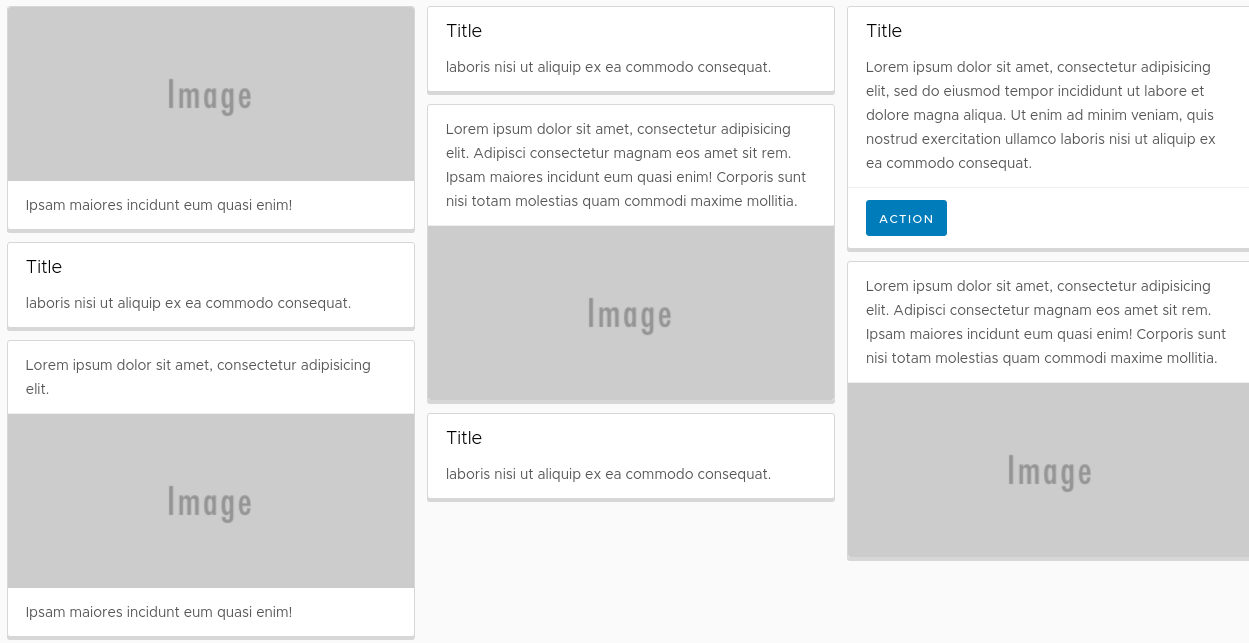 Image
Ipsam maiores incidunt eum quasi enim!
Title
laboris nisi ut aliquip ex ea commodo consequat.
Lorem ipsum dolor sit amet, consectetur adipisicing
elit.
Image
Ipsam maiores incidunt eum quasi enim!
Title
laboris nisi ut aliquip ex ea commodo consequat.
Lorem ipsum dolor sit amet, consectetur adipisicing
elit. Adipisci consectetur magnam eos amet sit rem.
Ipsam maiores incidunt eum quasi enim! Corporis sunt
nisi totam molestias quam commodi maxime mollitia.
Image
Title
laboris nisi ut aliquip ex ea commodo consequat.
Title
Lorem ipsum dolor sit amet, consectetur adipisicing
elit, sed do eiusmod tempor incididunt ut labore et
dolore magna aliqua. Ut enim ad minim veniam, quis
nostrud exercitation ullamco laboris nisi ut aliquip ex
ea commodo consequat.
ACTION
Lorem ipsum dolor sit amet, consectetur adipisicing
elit. Adipisci consectetur magnam eos amet sit rem.
Ipsam maiores incidunt eum quasi enim! Corporis sunt
nisi totam molestias quam commodi maxime mollitia.
Image